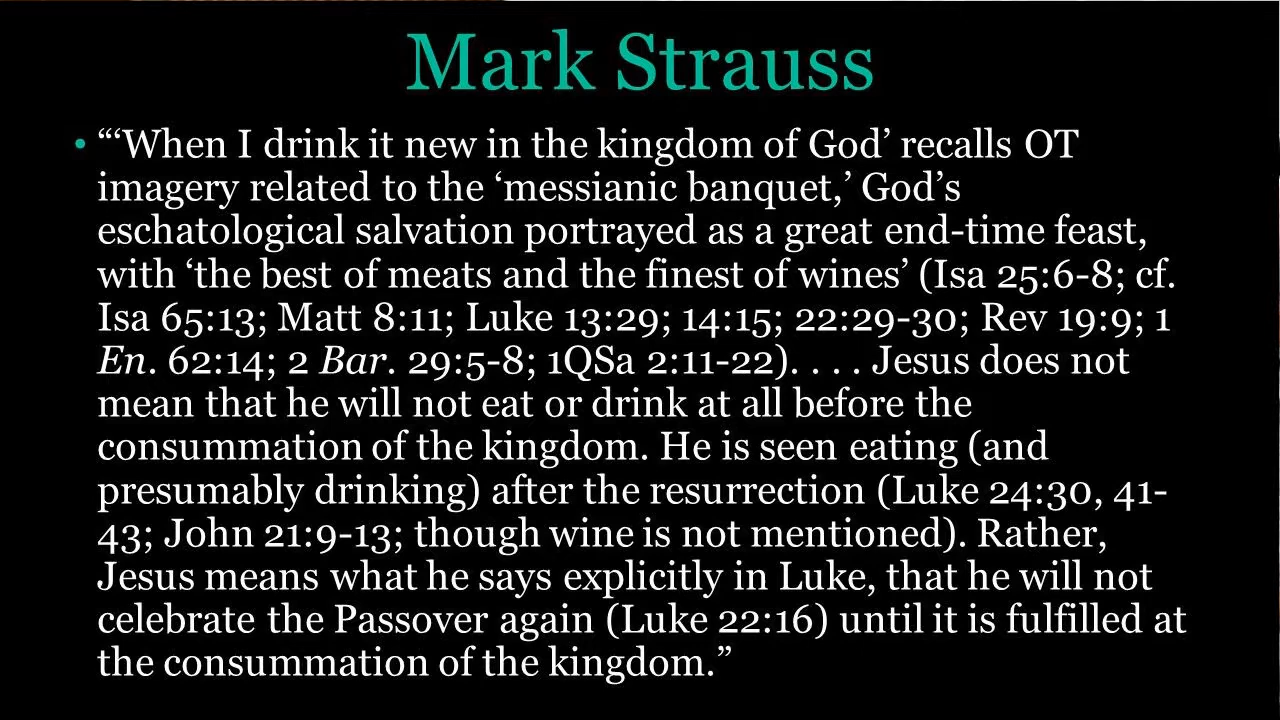 Mark Strauss
• “‘When I drink it new in the kingdom of God’ recalls OT
imagery related to the ‘messianic banquet,’ God’s
eschatological salvation portrayed as a great end-time feast,
with ‘the best of meats and the finest of wines’ (Isa 25:6-8; cf.
Isa 65:13; Matt 8:11; Luke 13:29; 14:15; 22:29-30; Rev 19:9; 1
En. 62:14; 2 Bar. 29:5-8; 1QSa 2:11-22). . . . Jesus does not
mean that he will not eat or drink at all before the
consummation of the kingdom. He is seen eating (and
presumably drinking) after the resurrection (Luke 24:30, 41-
43; John 21:9-13; though wine is not mentioned). Rather,
Jesus means what he says explicitly in Luke, that he will not
celebrate the Passover again (Luke 22:16) until it is fulfilled at
the consummation of the kingdom.”